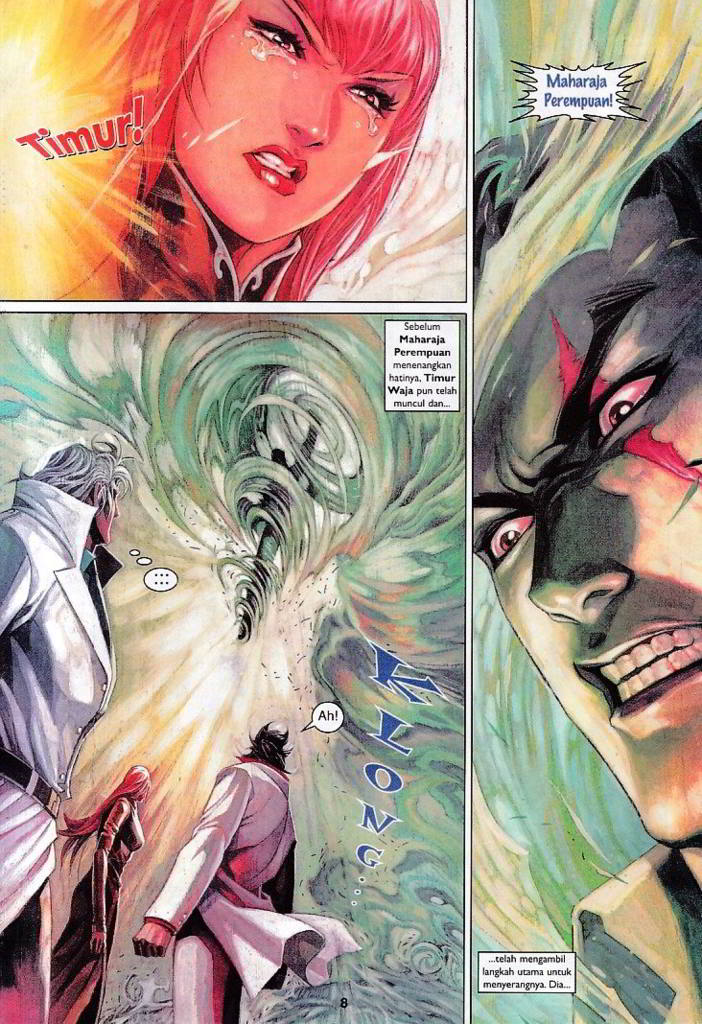 Timur!
Maharaja
Perempuan!
Sebelum
Maharaja
Perempuan
menenangkan
hatinya, Timur
Waja pun telah
muncul dan...
......
Ah!
KLONG...
...telah mengambil
langkah utama untuk
menyerangnya. Dia...
8